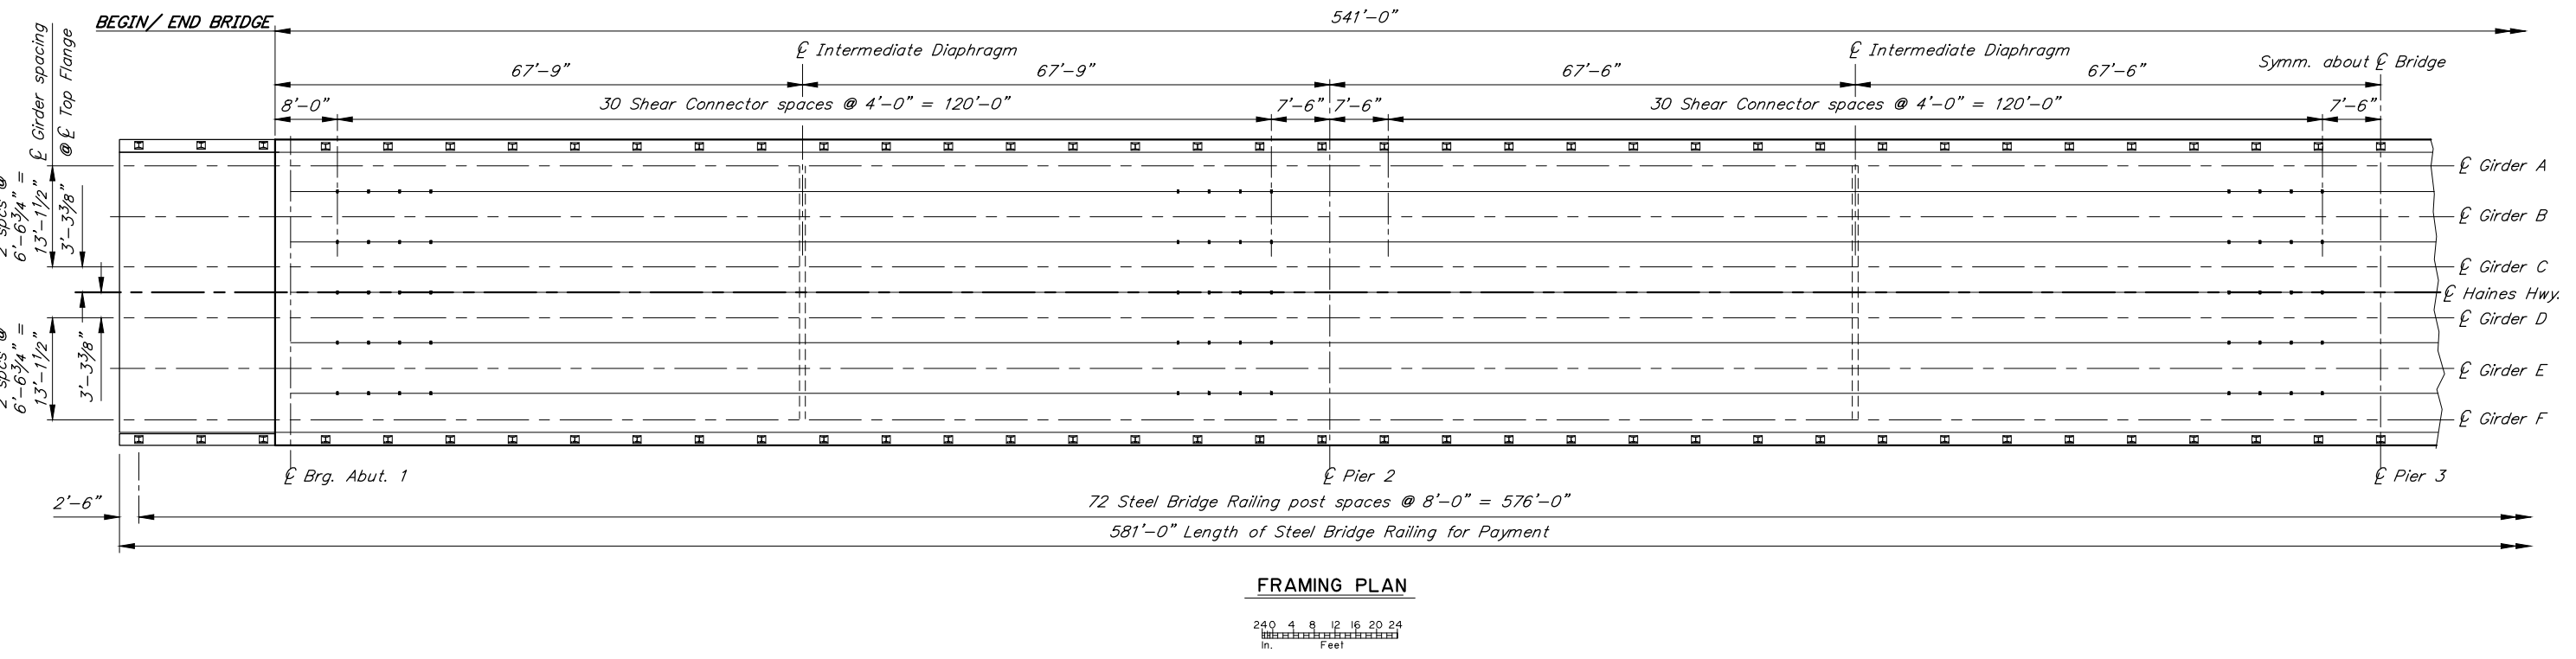 BEGIN/ END BRIDGE
541'-0"
℄ Girder spacing
@ ℄ Top Flange
℄ Intermediate Diaphragm
℄ Intermediate Diaphragm
Symm. about ℄ Bridge
67'-9"
67'-9"
67'-6"
67'-6"
8'-0"
30 Shear Connector spaces @ 4'-0" = 120'-0"
7'-6"
7'-6"
30 Shear Connector spaces @ 4'-0" = 120'-0"
7'-6"
2 spcs @
6'-6¾" =
13'-1½"
3'-3⅜"
2 spcs @
6'-6¾" =
13'-1½"
3'-3⅜"
℄ Girder A
℄ Girder B
℄ Girder C
℄ Haines Hwy.
℄ Girder D
℄ Girder E
℄ Girder F
℄ Brg. Abut. 1
℄ Pier 2
℄ Pier 3
2'-6"
72 Steel Bridge Railing post spaces @ 8'-0" = 576'-0"
581'-0" Length of Steel Bridge Railing for Payment
FRAMING PLAN
24 0 4 8 12 16 20 24
In. Feet